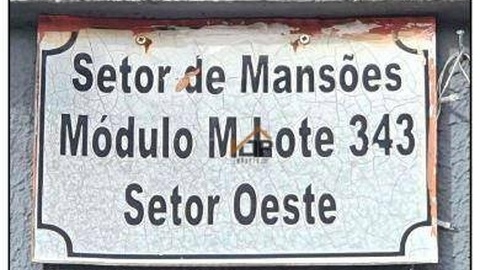 Setor de Mansões
Módulo M Lote 343
Setor Oeste